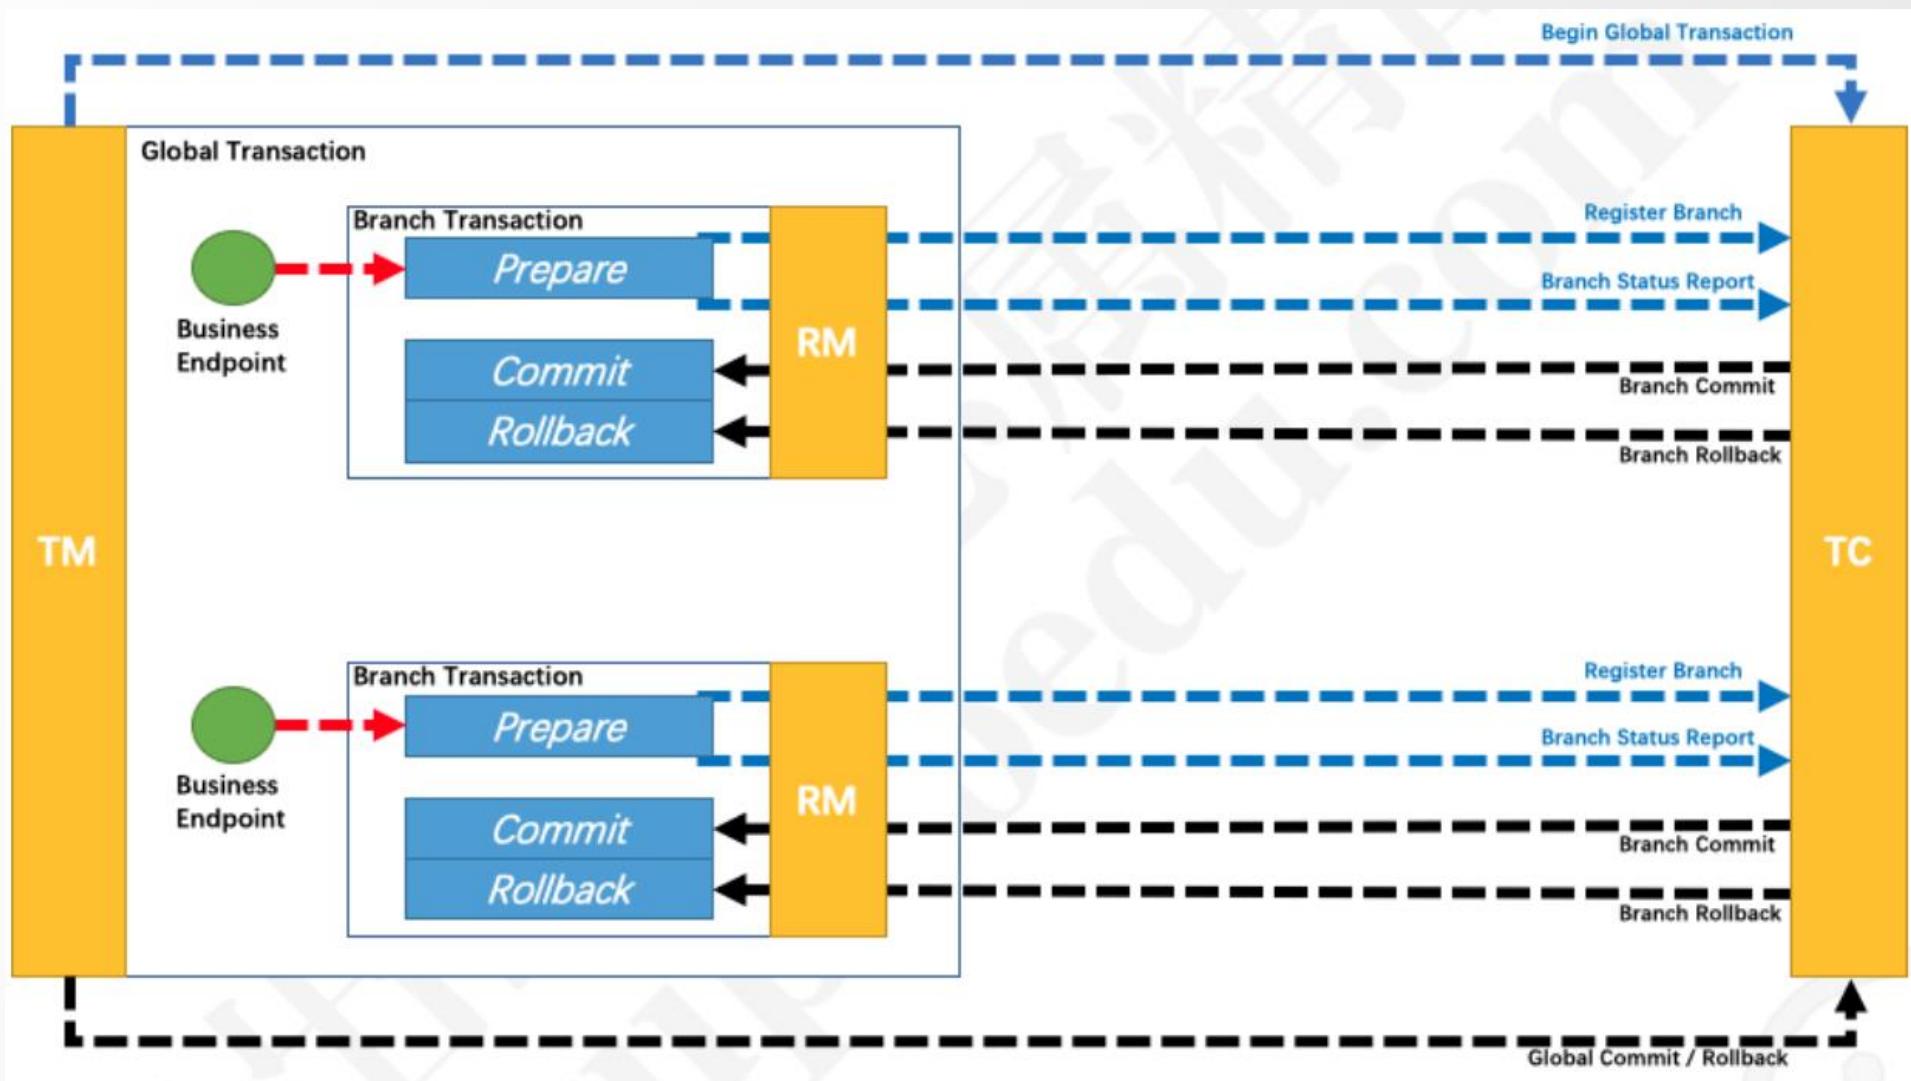 Begin Global Transaction
Global Transaction
Branch Transaction
Register Branch
Prepare
Branch Status Report
Business
Endpoint
RM
Commit
Branch Commit
Rollback
Branch Rollback
TM
TC
Branch Transaction
Register Branch
Prepare
Branch Status Report
Business
Endpoint
RM
Commit
Branch Commit
Rollback
Branch Rollback
Global Commit / Rollback